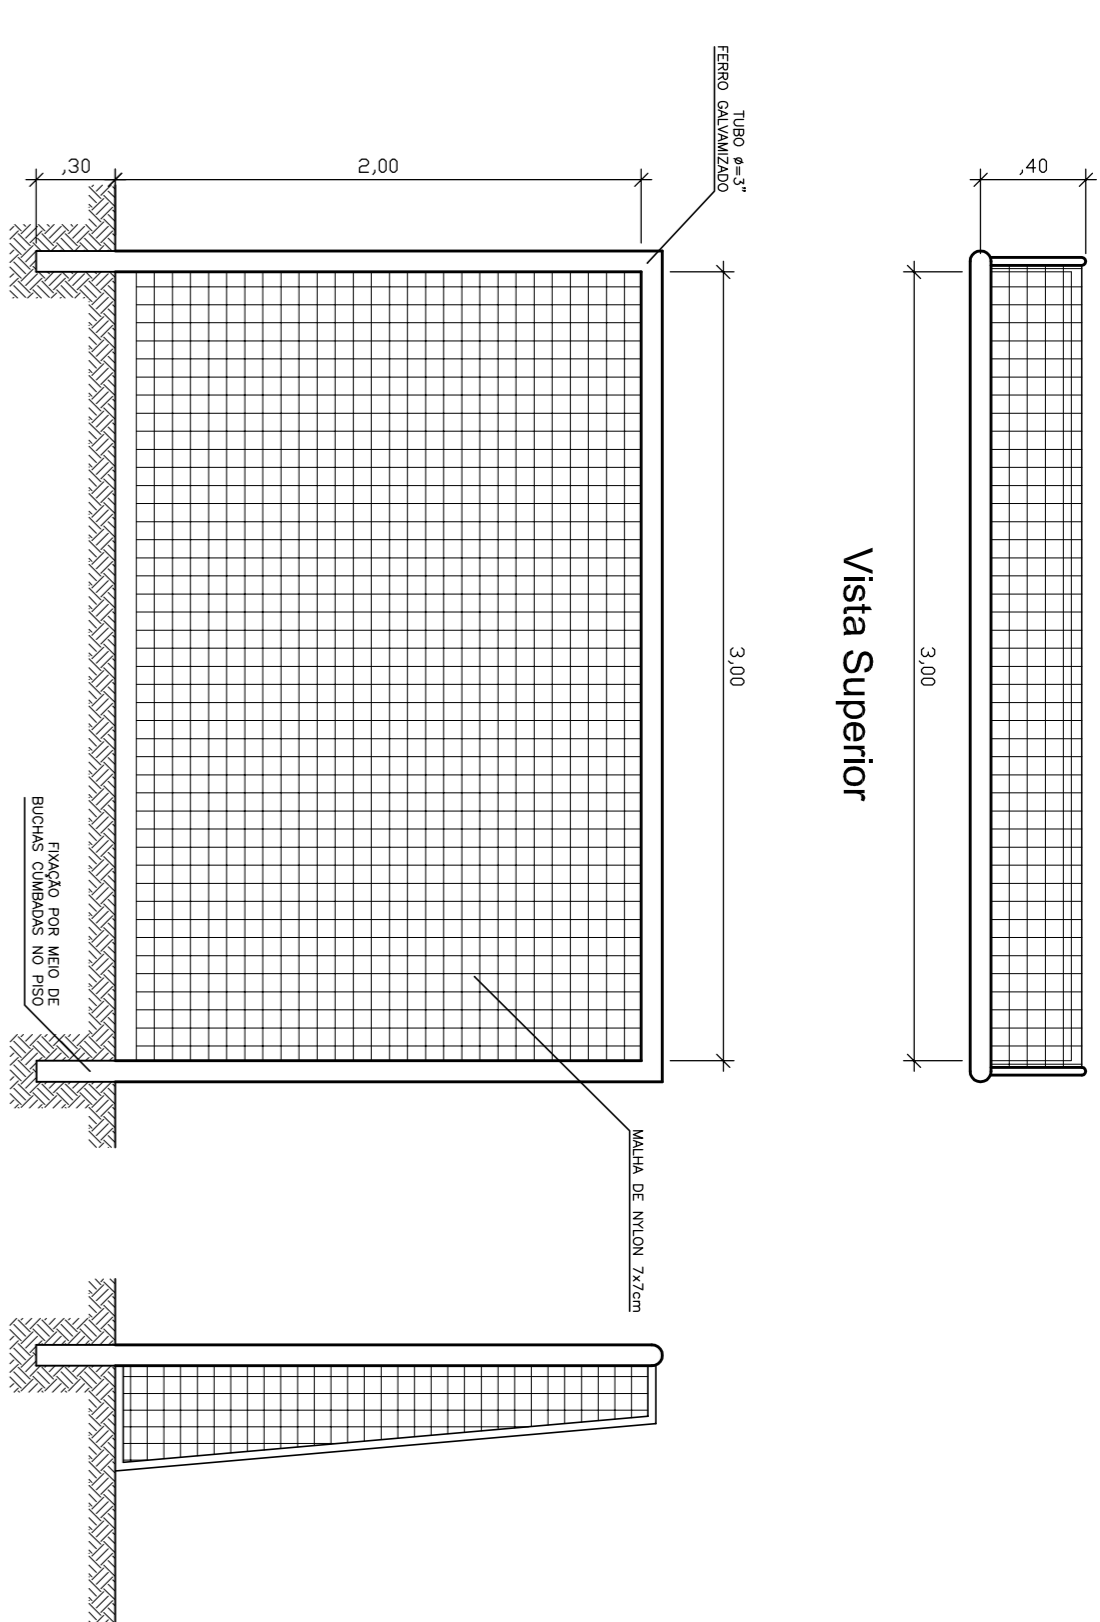 ,40
3,00
Vista Superior
TUBO ø=3"
FERRO GALVAMIZADO
3,00
2,00
,30
MALHA DE NYLON 7x7cm
FIXAÇÃO POR MEIO DE
BUCHAS CUMBADAS NO PISO